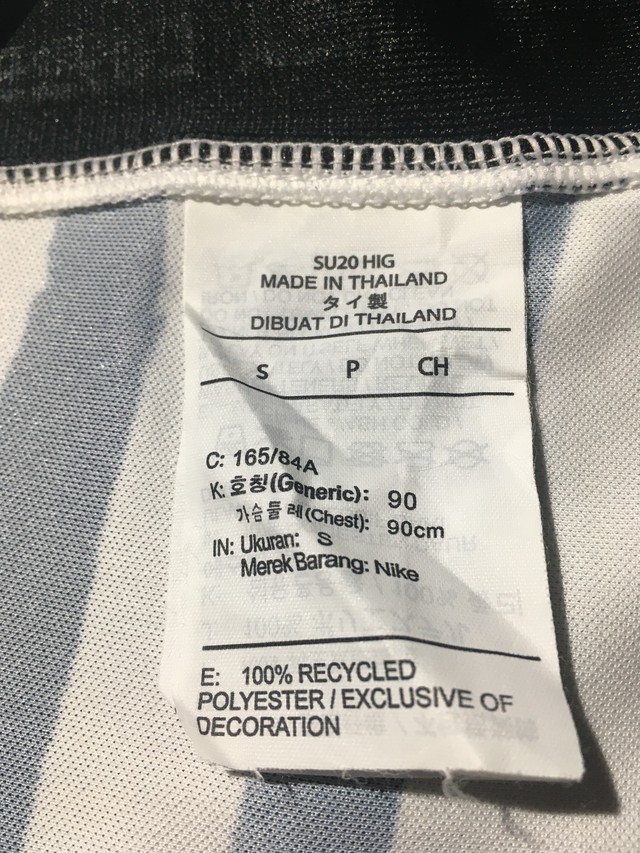 SU20 HIG
MADE IN THAILAND
タイ製
DIBUAT DI THAILAND
S P CH
C: 165/84A
K: 호칭(Generic): 90
가슴둘레(Chest): 90cm
IN: Ukuran: S
Merek Barang: Nike
E: 100% RECYCLED
POLYESTER / EXCLUSIVE OF
DECORATION